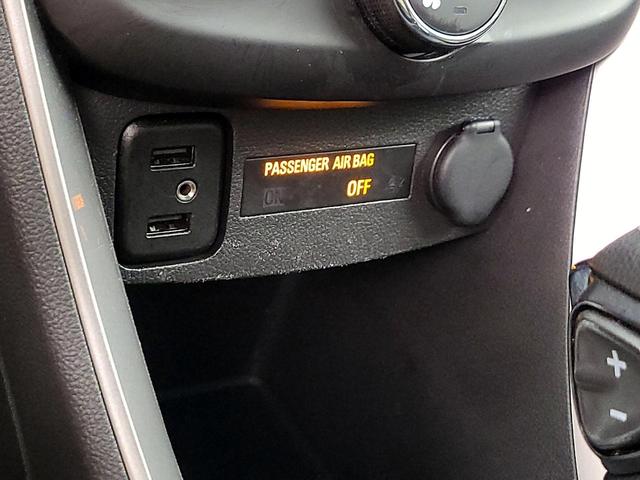 PASSENGER AIR BAG
ON OFF
+
-